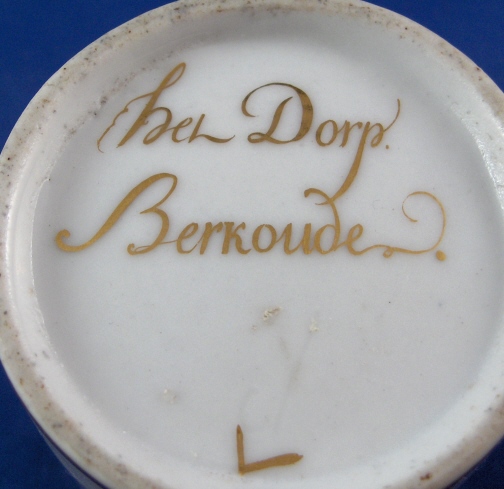 het Dorp.
Berkoude.
L